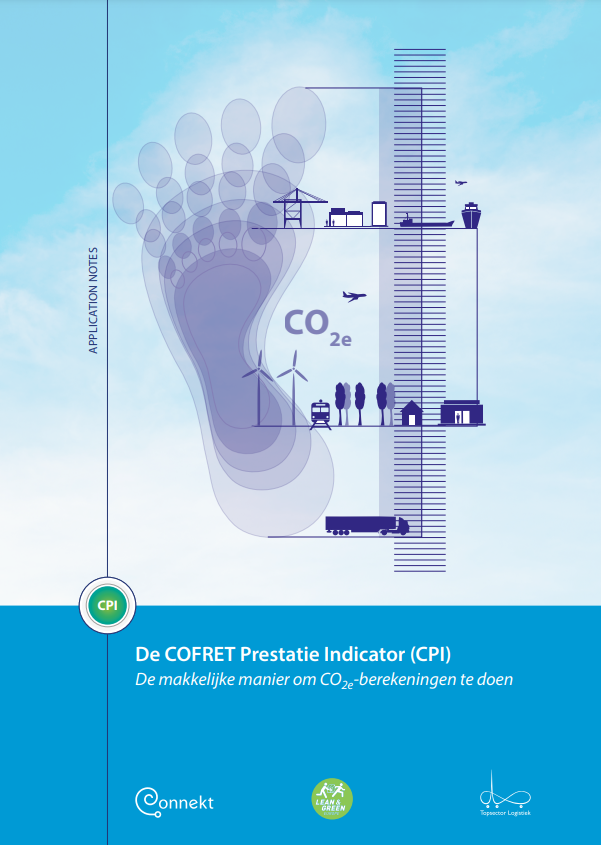 APPLICATION NOTES
CO2e
CPI
De COFRET Prestatie Indicator (CPI)
De makkelijke manier om CO2e-berekeningen te doen
Connekt
LEAN &
GREEN
Topsector Logistiek